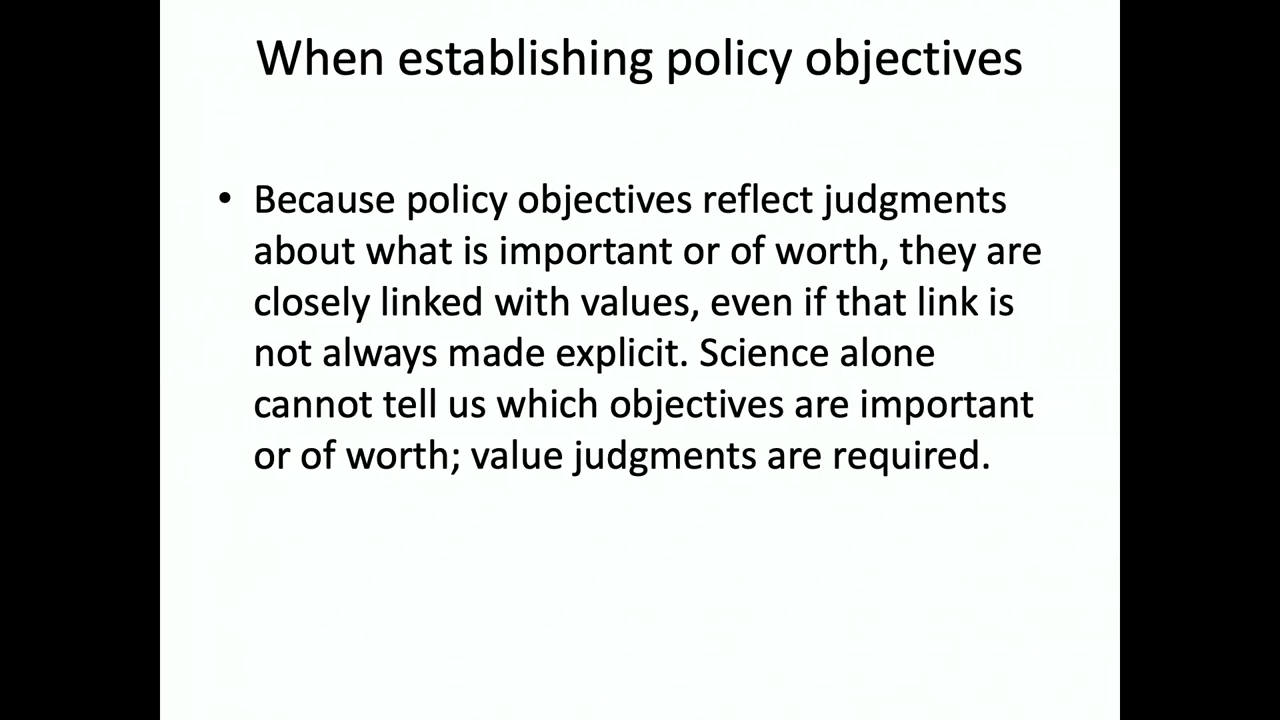 When establishing policy objectives
• Because policy objectives reflect judgments
about what is important or of worth, they are
closely linked with values, even if that link is
not always made explicit. Science alone
cannot tell us which objectives are important
or of worth; value judgments are required.